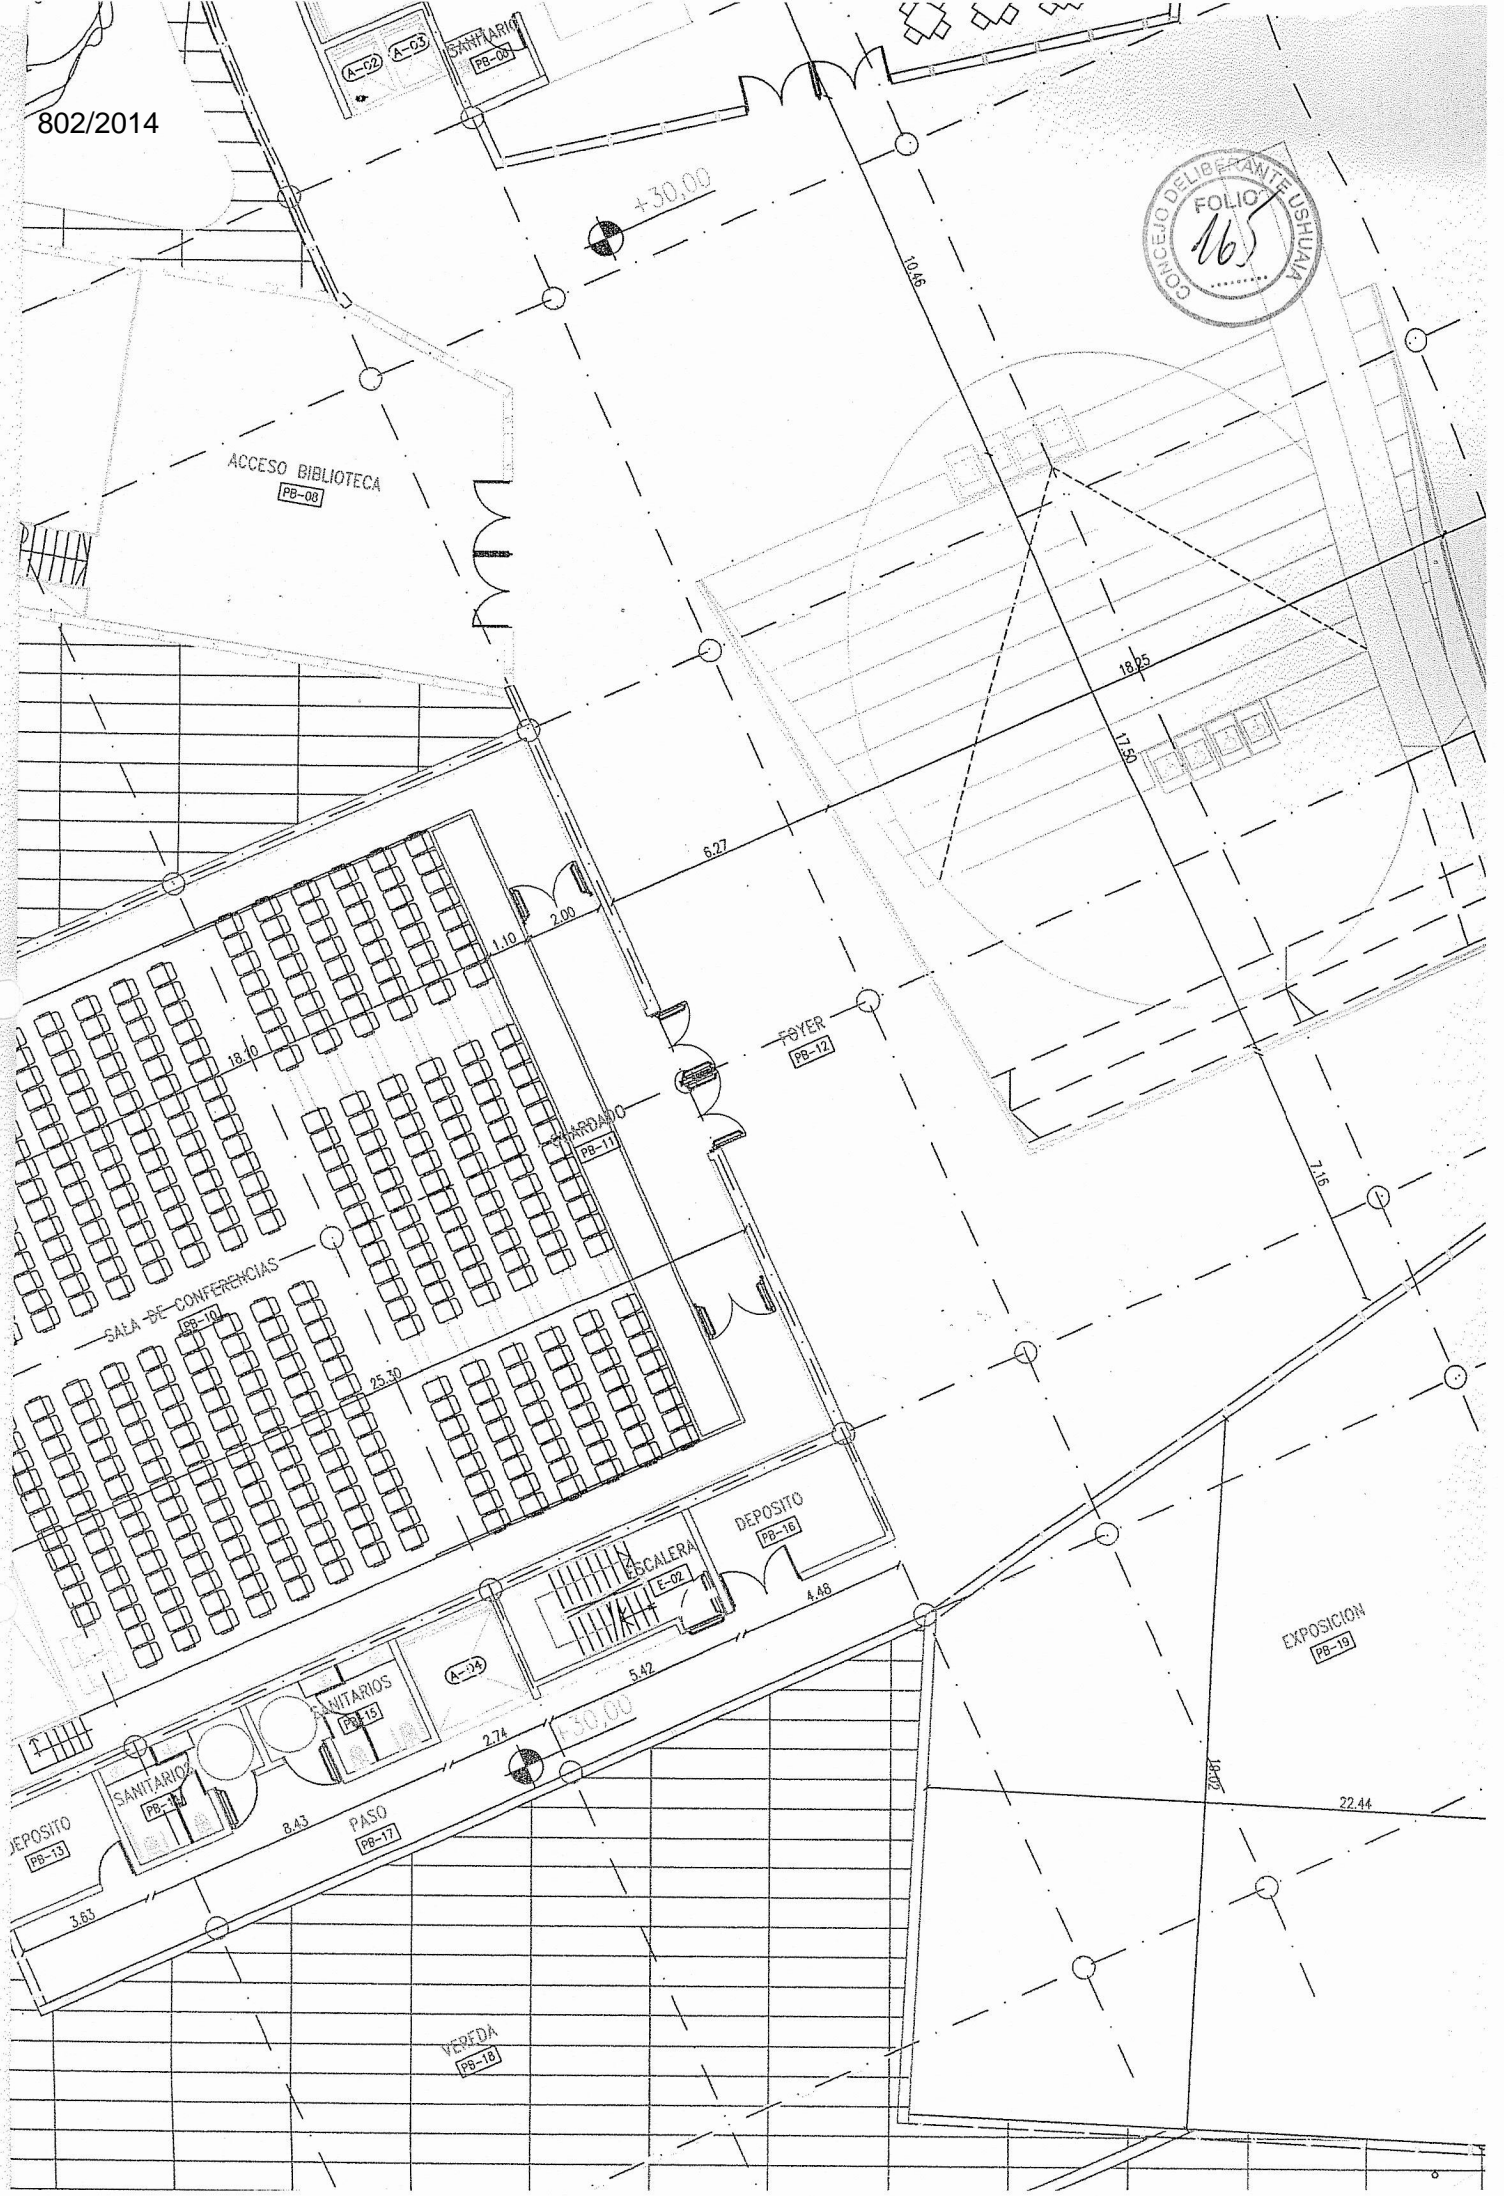 A-02
A-03
SANITARIO
PB-08
802/2014
+30,00
CONCEJO DELIBERANTE USHUAIA
FOLIO
165
10.46
ACCESO BIBLIOTECA
PB-08
18.25
17.50
6.27
2.00
1.10
FOYER
PB-12
18.10
GUARDADO
PB-11
7.16
SALA DE CONFERENCIAS
PB-10
25.30
DEPOSITO
PB-16
ESCALERA
E-02
4.48
EXPOSICION
PB-19
A-04
5.42
SANITARIOS
PB-15
+30,00
2.74
SANITARIOS
18.02
22.44
8.43
PASO
PB-17
DEPOSITO
PB-13
3.63
VEREDA
PB-18